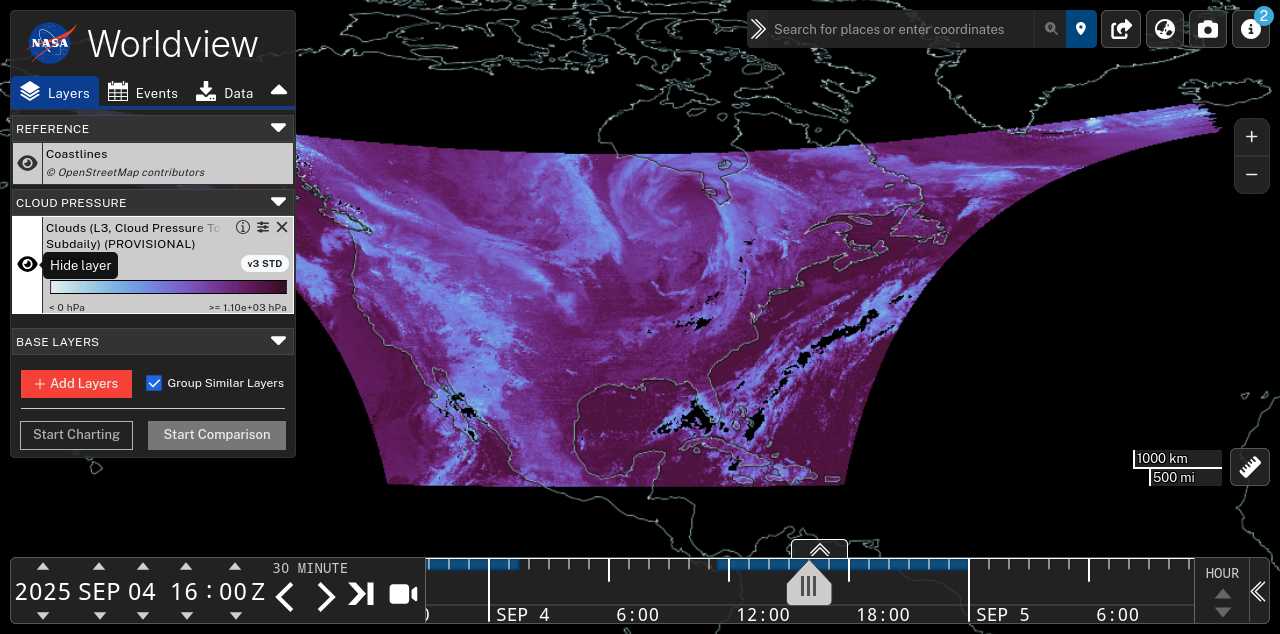 NASA
Worldview
Layers
Events
Data
REFERENCE
Coastlines
© OpenStreetMap contributors
CLOUD PRESSURE
Clouds (L3, Cloud Pressure To
Subdaily) (PROVISIONAL)
Hide layer
v3 STD
< 0 hPa
>= 1.10e+03 hPa
BASE LAYERS
+ Add Layers
Group Similar Layers
Start Charting
Start Comparison
Search for places or enter coordinates
2
+
−
1000 km
500 mi
2025 SEP 04 16:00Z
30 MINUTE
SEP 4
6:00
12:00
18:00
SEP 5
6:00
HOUR